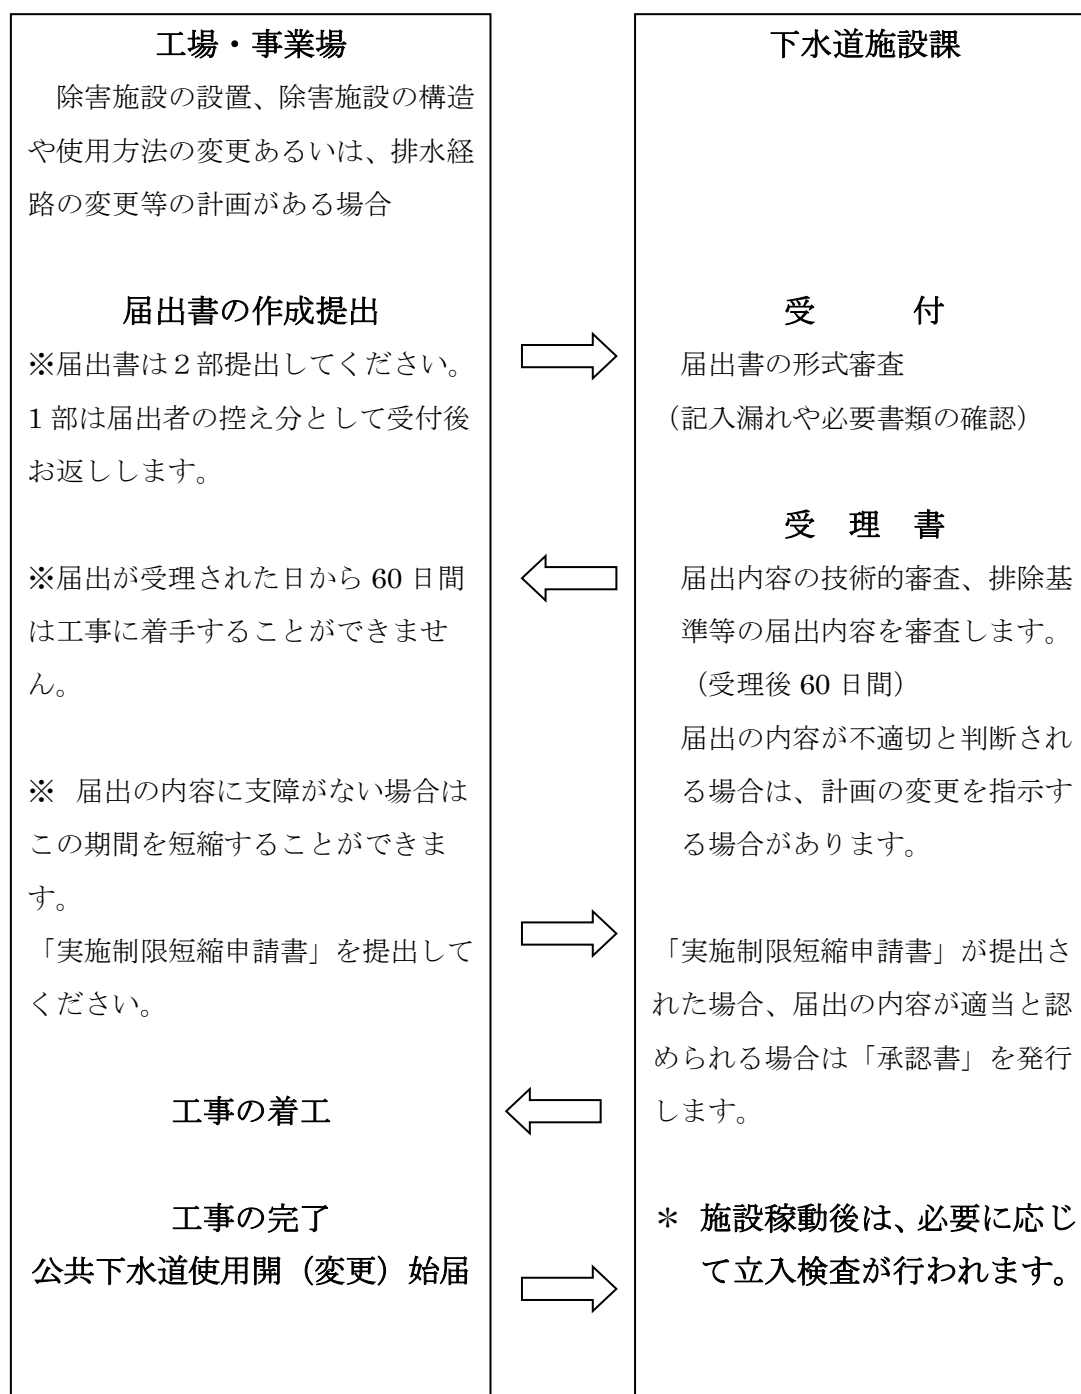 工場・事業場
除害施設の設置、除害施設の構造
や使用方法の変更あるいは、排水経
路の変更等の計画がある場合
届出書の作成提出
※届出書は２部提出してください。
1 部は届出者の控え分として受付後
お返しします。
※届出が受理された日から 60 日間
は工事に着手することができませ
ん。
※ 届出の内容に支障がない場合は
この期間を短縮することができま
す。
「実施制限短縮申請書」を提出して
ください。
工事の着工
工事の完了
公共下水道使用開（変更）始届
下水道施設課
受　　付
届出書の形式審査
（記入漏れや必要書類の確認）
受　理　書
届出内容の技術的審査、排除基
準等の届出内容を審査します。
（受理後 60 日間）
届出の内容が不適切と判断され
る場合は、計画の変更を指示す
る場合があります。
「実施制限短縮申請書」が提出さ
れた場合、届出の内容が適当と認
められる場合は「承認書」を発行
します。
＊ 施設稼動後は、必要に応じ
て立入検査が行われます。